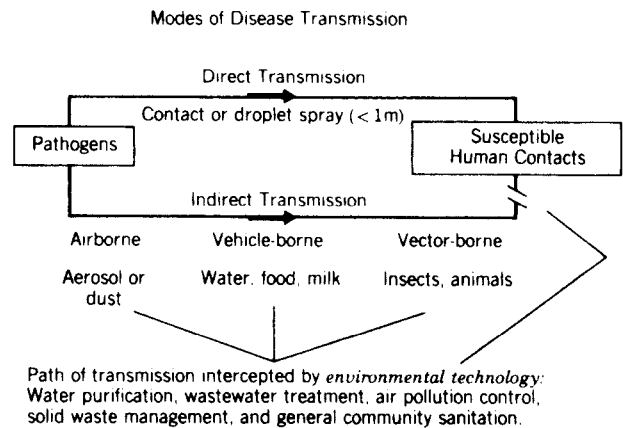 Modes of Disease Transmission
Direct Transmission
Contact or droplet spray (< 1m)
Pathogens
Susceptible
Human Contacts
Indirect Transmission
Airborne
Aerosol or
dust
Vehicle-borne
Water, food, milk
Vector-borne
Insects, animals
Path of transmission intercepted by environmental technology:
Water purification, wastewater treatment, air pollution control,
solid waste management, and general community sanitation.